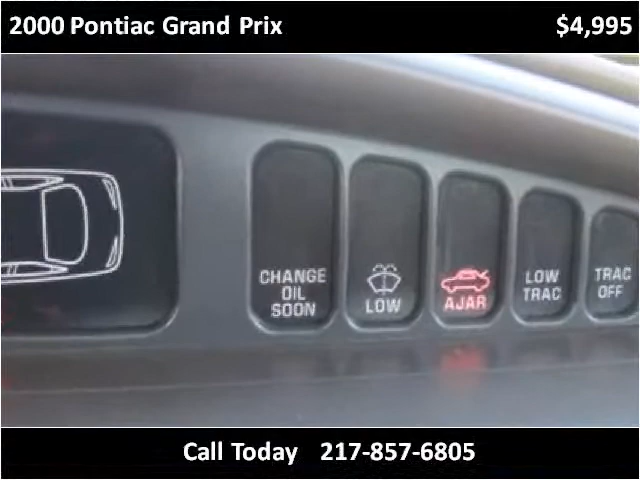 2000 Pontiac Grand Prix $4,995
CHANGE
OIL
SOON
LOW
AJAR
LOW
TRAC
TRAC
OFF
Call Today 217-857-6805